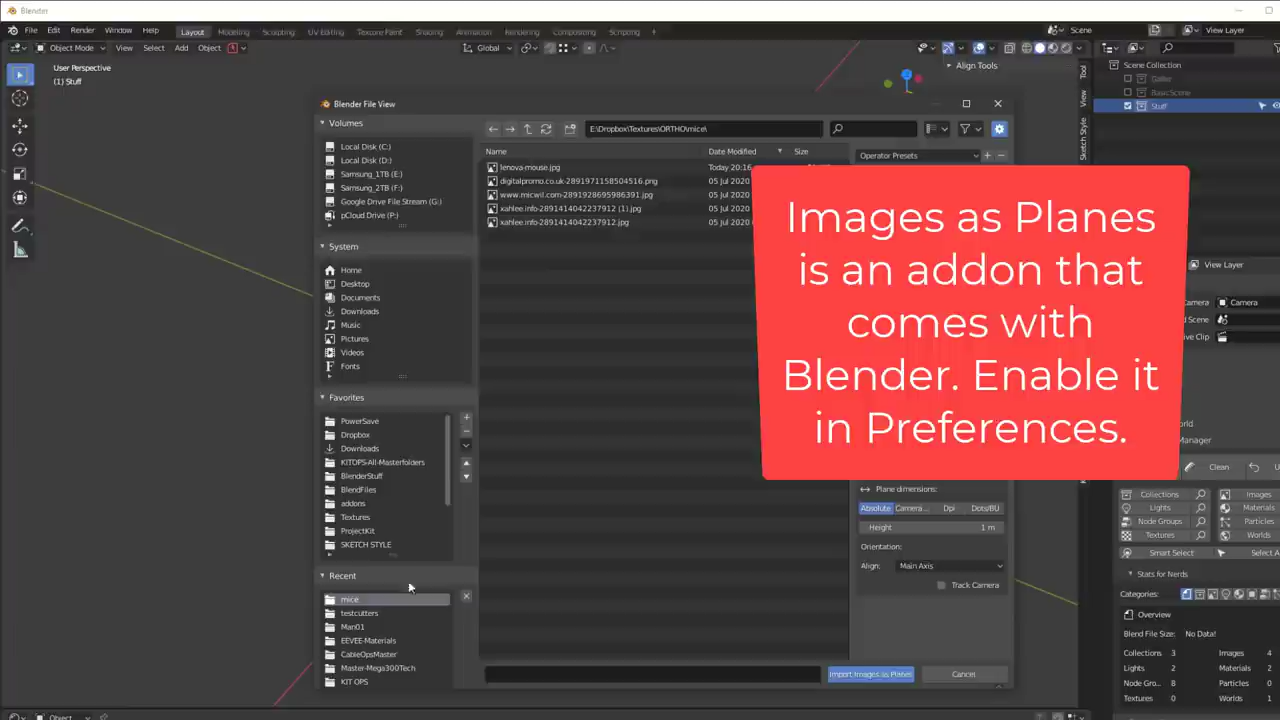 Blender
File Edit Render Window Help
Layout Modeling Sculpting UV Editing Texture Paint Shading Animation Rendering Compositing Scripting
Scene
View Layer
Object Mode View Select Add Object
Global
User Perspective
(1) Stuff
Align Tools
Tool
View
Sketch Style
Scene Collection
BasicScene
Stuff
Blender File View
Volumes
Local Disk (C:)
Local Disk (D:)
Samsung_1TB (E:)
Samsung_2TB (F:)
Google Drive File Stream (G:)
pCloud Drive (P:)
System
Home
Desktop
Documents
Downloads
Music
Pictures
Videos
Fonts
Favorites
PowerSave
Dropbox
Downloads
KITOPS-All-Masterfolders
BlenderStuff
BlendFiles
addons
Textures
ProjectKit
SKETCH STYLE
Recent
mice
testcutters
Man01
EEVEE-Materials
CableOpsMaster
Master-Mega300Tech
KIT OPS
E:\Dropbox\Textures\ORTHO\mice\
Name Date Modified Size
lenova-mouse.jpg Today 20:16
digitalpromo.co.uk-2891971158504516.png 05 Jul 2020
www.micwil.com-2891928695986391.jpg 05 Jul 2020
xahlee.info-2891414042237912 (1).jpg 05 Jul 2020
xahlee.info-2891414042237912.jpg 05 Jul 2020
Operator Presets
Images as Planes
is an addon that
comes with
Blender. Enable it
in Preferences.
Plane dimensions:
Absolute Camera... Dpi Dots/BU
Height 1 m
Orientation:
Align: Main Axis
Track Camera
Import Images as Planes Cancel
View Layer
Camera
Clean
Collections Images
Lights Materials
Node Groups Particles
Textures Worlds
Smart Select
Stats for Nerds
Categories:
Overview
Blend File Size: No Data!
Collections 3 Images 4
Lights 2 Materials 2
Node Gro... 8 Particles 0
Textures 0 Worlds 1
Object